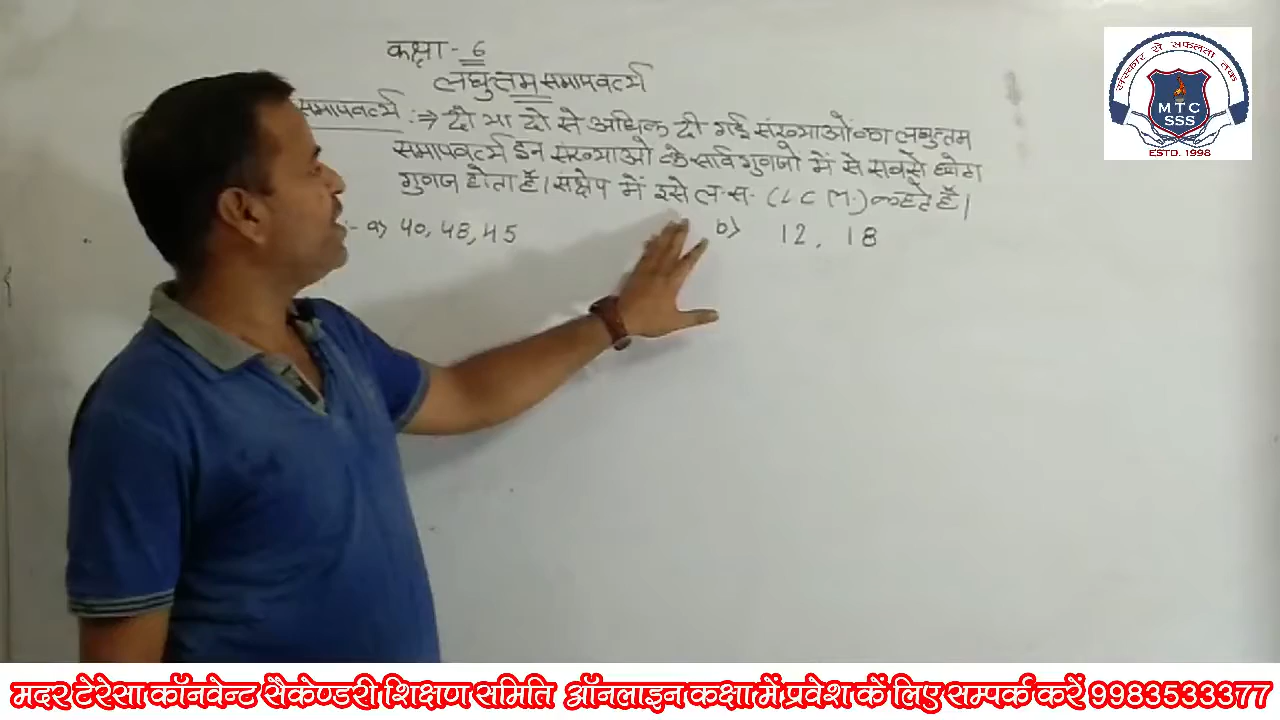 कक्षा - 6
लघुत्तम समापवर्त्य
समापवर्त्य :⇒ दो या दो से अधिक दी गई संख्याओं का लघुत्तम
समापवर्त्य इन संख्याओ के सार्व गुणजों में से सबसे छोटा
गुणज होता हैं। संक्षेप में इसे ल.स. (L C M.) कहते हैं।
:- a> 40, 48, 45 b> 12, 18
संस्कार से सफलता तक
MTC
SSS
ESTD. 1998
मदर टेरेसा कॉनवेन्ट सैकेण्डरी शिक्षण समिति ऑनलाइन कक्षा में प्रवेश कें लिए सम्पर्क करें 9983533377